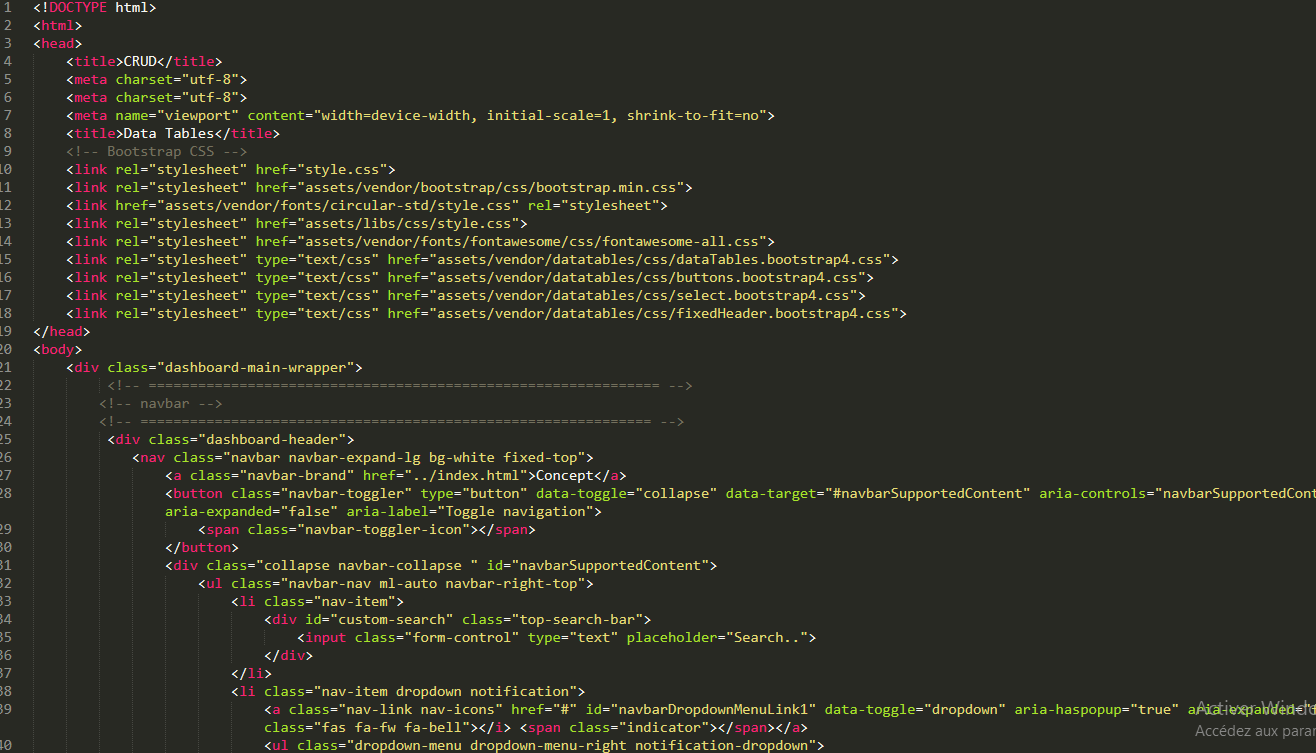 1 <!DOCTYPE html>
2 <html>
3 <head>
4 <title>CRUD</title>
5 <meta charset="utf-8">
6 <meta charset="utf-8">
7 <meta name="viewport" content="width=device-width, initial-scale=1, shrink-to-fit=no">
8 <title>Data Tables</title>
9 <!-- Bootstrap CSS -->
10 <link rel="stylesheet" href="style.css">
11 <link rel="stylesheet" href="assets/vendor/bootstrap/css/bootstrap.min.css">
12 <link href="assets/vendor/fonts/circular-std/style.css" rel="stylesheet">
13 <link rel="stylesheet" href="assets/libs/css/style.css">
14 <link rel="stylesheet" href="assets/vendor/fonts/fontawesome/css/fontawesome-all.css">
15 <link rel="stylesheet" type="text/css" href="assets/vendor/datatables/css/dataTables.bootstrap4.css">
16 <link rel="stylesheet" type="text/css" href="assets/vendor/datatables/css/buttons.bootstrap4.css">
17 <link rel="stylesheet" type="text/css" href="assets/vendor/datatables/css/select.bootstrap4.css">
18 <link rel="stylesheet" type="text/css" href="assets/vendor/datatables/css/fixedHeader.bootstrap4.css">
19 </head>
20 <body>
21 <div class="dashboard-main-wrapper">
22 <!-- ============================================================== -->
23 <!-- navbar -->
24 <!-- ============================================================== -->
25 <div class="dashboard-header">
26 <nav class="navbar navbar-expand-lg bg-white fixed-top">
27 <a class="navbar-brand" href="../index.html">Concept</a>
28 <button class="navbar-toggler" type="button" data-toggle="collapse" data-target="#navbarSupportedContent" aria-controls="navbarSupportedCont
aria-expanded="false" aria-label="Toggle navigation">
29 <span class="navbar-toggler-icon"></span>
30 </button>
31 <div class="collapse navbar-collapse " id="navbarSupportedContent">
32 <ul class="navbar-nav ml-auto navbar-right-top">
33 <li class="nav-item">
34 <div id="custom-search" class="top-search-bar">
35 <input class="form-control" type="text" placeholder="Search..">
36 </div>
37 </li>
38 <li class="nav-item dropdown notification">
39 <a class="nav-link nav-icons" href="#" id="navbarDropdownMenuLink1" data-toggle="dropdown" aria-haspopup="true" aria-expanded=
class="fas fa-fw fa-bell"></i> <span class="indicator"></span></a>
40 <ul class="dropdown-menu dropdown-menu-right notification-dropdown">
Activer Windo
Accédez aux para